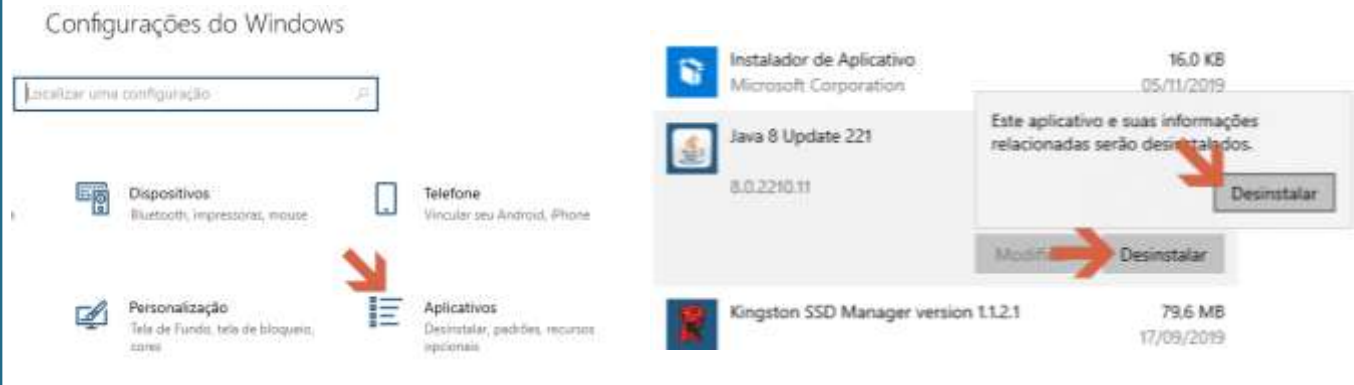 Configurações do Windows
Localizar uma configuração
Dispositivos
Bluetooth, impressoras, mouse
Telefone
Vincular seu Android, iPhone
Personalização
Tela de Fundo, tela de bloqueio,
cores
Aplicativos
Desinstalar, padrões, recursos
opcionais
Instalador de Aplicativo 16,0 KB
Microsoft Corporation 05/11/2019
Java 8 Update 221
8.0.2210.11
Este aplicativo e suas informações
relacionadas serão desinstalados.
Desinstalar
Desinstalar
Kingston SSD Manager version 1.1.2.1 79,6 MB
17/09/2019